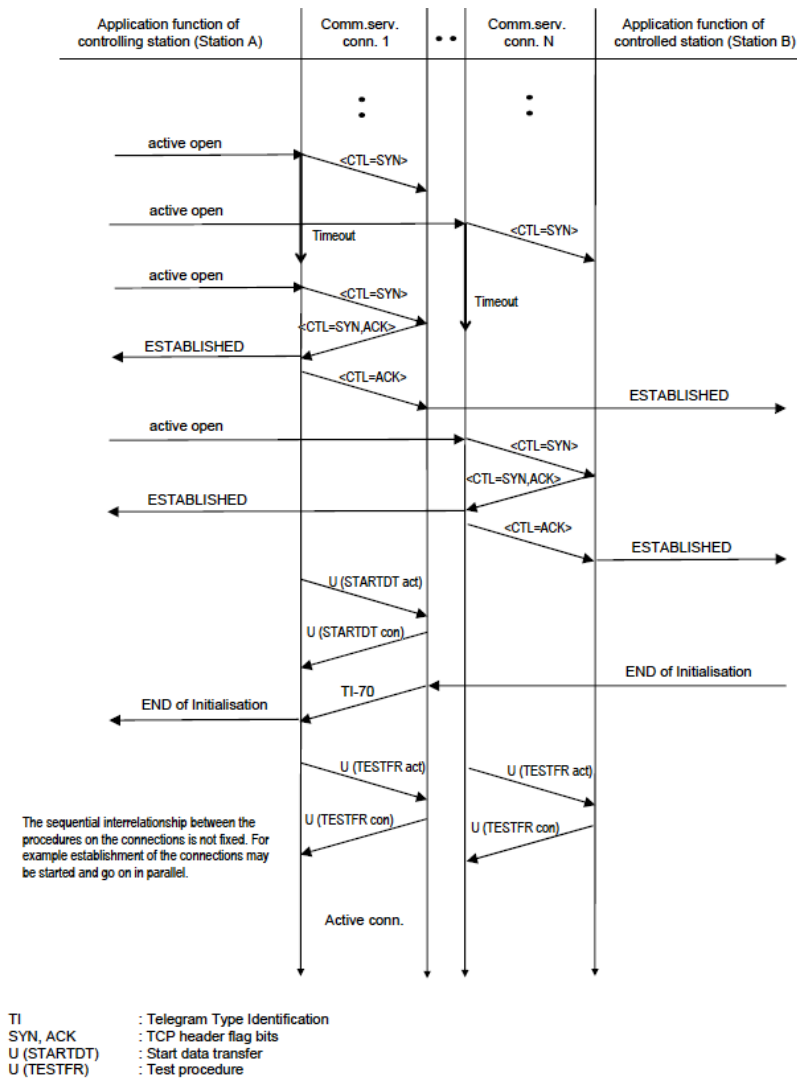 Application function of
controlling station (Station A)
Comm.serv.
conn. 1
Comm.serv.
conn. N
Application function of
controlled station (Station B)
active open
<CTL=SYN>
active open
<CTL=SYN>
Timeout
active open
<CTL=SYN>
Timeout
<CTL=SYN,ACK>
ESTABLISHED
<CTL=ACK>
ESTABLISHED
active open
<CTL=SYN>
<CTL=SYN,ACK>
ESTABLISHED
<CTL=ACK>
ESTABLISHED
U (STARTDT act)
U (STARTDT con)
END of Initialisation
TI-70
END of Initialisation
U (TESTFR act)
U (TESTFR act)
U (TESTFR con)
U (TESTFR con)
The sequential interrelationship between the
procedures on the connections is not fixed. For
example establishment of the connections may
be started and go on in parallel.
Active conn.
TI : Telegram Type Identification
SYN, ACK : TCP header flag bits
U (STARTDT) : Start data transfer
U (TESTFR) : Test procedure